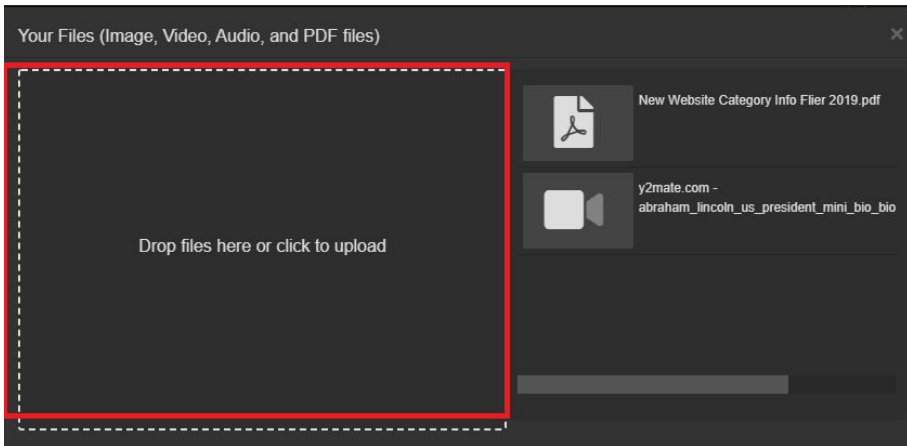 Your Files (Image, Video, Audio, and PDF files)
×
Drop files here or click to upload
New Website Category Info Flier 2019.pdf
y2mate.com -
abraham_lincoln_us_president_mini_bio_bio